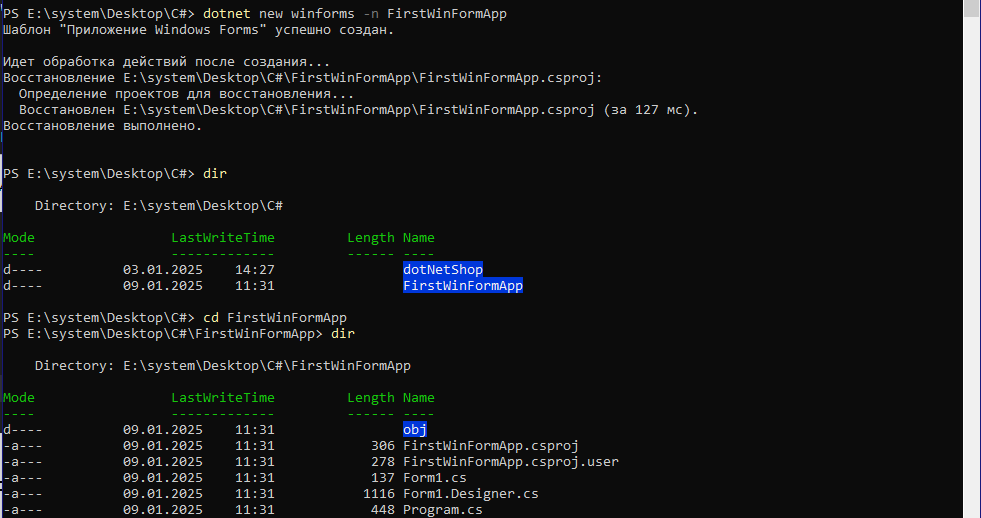 PS E:\system\Desktop\C#> dotnet new winforms -n FirstWinFormApp
Шаблон "Приложение Windows Forms" успешно создан.
Идет обработка действий после создания...
Восстановление E:\system\Desktop\C#\FirstWinFormApp\FirstWinFormApp.csproj:
  Определение проектов для восстановления...
  Восстановлен E:\system\Desktop\C#\FirstWinFormApp\FirstWinFormApp.csproj (за 127 мс).
Восстановление выполнено.
PS E:\system\Desktop\C#> dir
    Directory: E:\system\Desktop\C#
Mode                 LastWriteTime         Length Name
----                 -------------         ------ ----
d----          03.01.2025    14:27                dotNetShop
d----          09.01.2025    11:31                FirstWinFormApp
PS E:\system\Desktop\C#> cd FirstWinFormApp
PS E:\system\Desktop\C#\FirstWinFormApp> dir
    Directory: E:\system\Desktop\C#\FirstWinFormApp
Mode                 LastWriteTime         Length Name
----                 -------------         ------ ----
d----          09.01.2025    11:31                obj
-a---          09.01.2025    11:31            306 FirstWinFormApp.csproj
-a---          09.01.2025    11:31            278 FirstWinFormApp.csproj.user
-a---          09.01.2025    11:31            137 Form1.cs
-a---          09.01.2025    11:31           1116 Form1.Designer.cs
-a---          09.01.2025    11:31            448 Program.cs